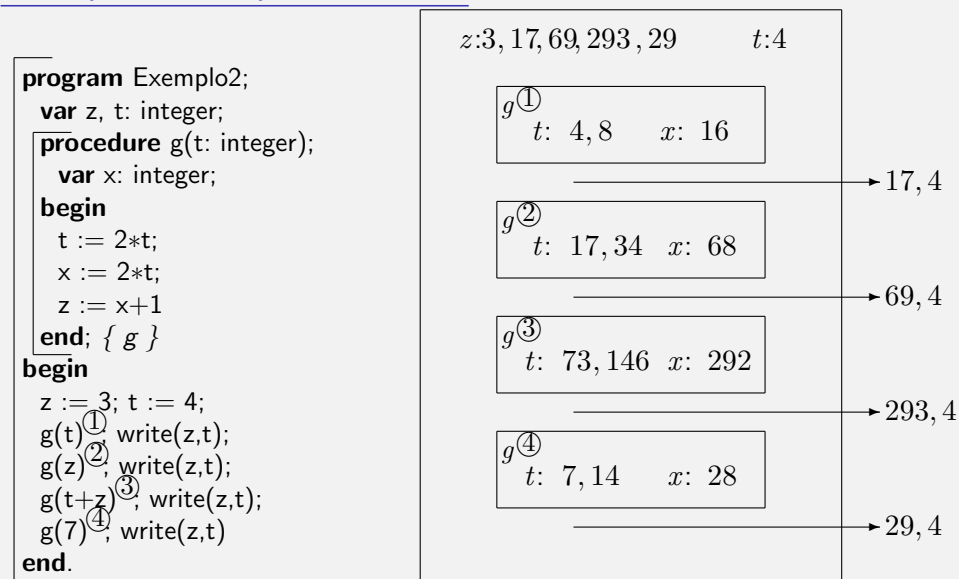 program Exemplo2;
var z, t: integer;
procedure g(t: integer);
var x: integer;
begin
t := 2*t;
x := 2*t;
z := x+1
end; { g }
begin
z := 3; t := 4;
g(t)①; write(z,t);
g(z)②; write(z,t);
g(t+z)③; write(z,t);
g(7)④; write(z,t)
end.
z:3, 17, 69, 293, 29 t:4
g①
t: 4, 8 x: 16
17, 4
g②
t: 17, 34 x: 68
69, 4
g③
t: 73, 146 x: 292
293, 4
g④
t: 7, 14 x: 28
29, 4